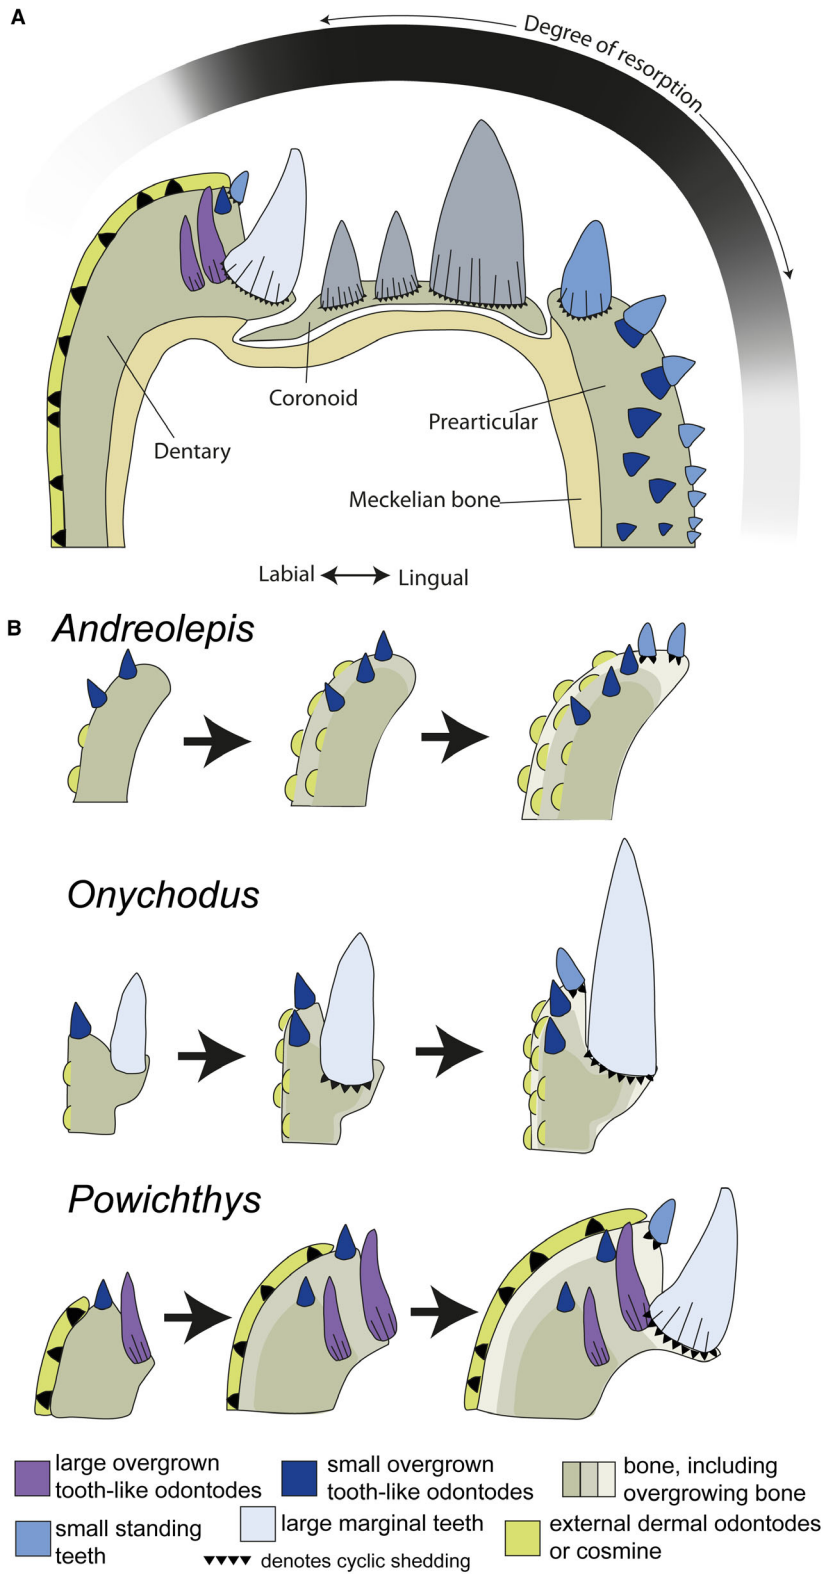 A
Degree of resorption
Coronoid
Prearticular
Dentary
Meckelian bone
Labial
Lingual
B
Andreolepis
Onychodus
Powichthys
large overgrown
tooth-like odontodes
small overgrown
tooth-like odontodes
bone, including
overgrowing bone
small standing
teeth
large marginal teeth
external dermal odontodes
or cosmine
denotes cyclic shedding